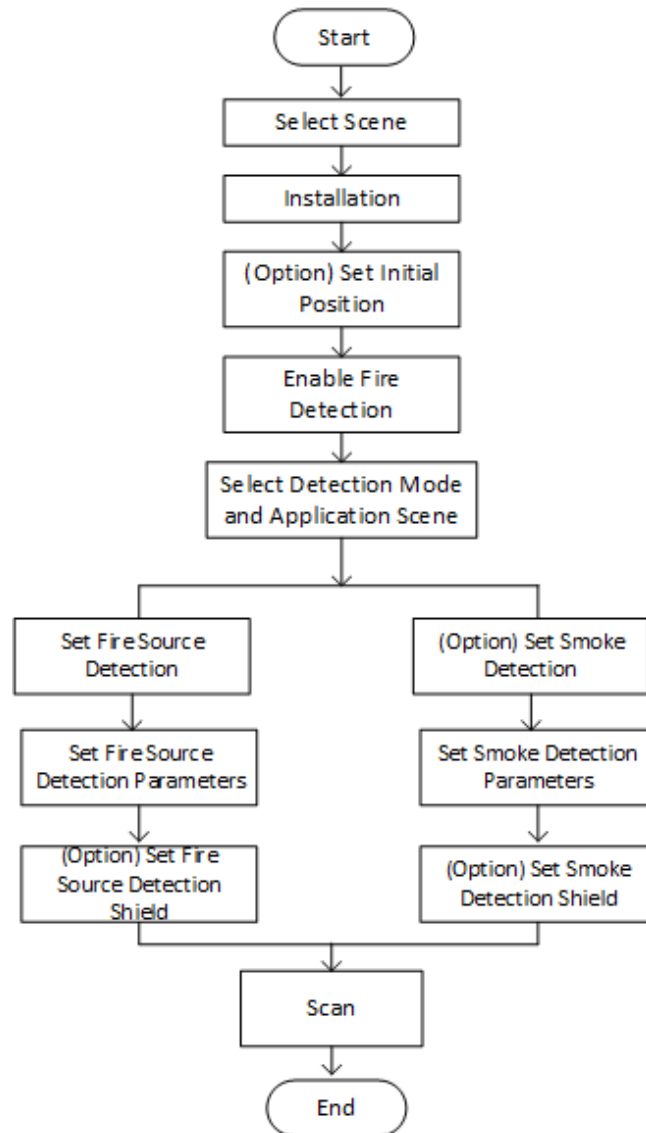 Start
Select Scene
Installation
(Option) Set Initial
Position
Enable Fire
Detection
Select Detection Mode
and Application Scene
Set Fire Source
Detection
(Option) Set Smoke
Detection
Set Fire Source
Detection Parameters
Set Smoke Detection
Parameters
(Option) Set Fire
Source Detection
Shield
(Option) Set Smoke
Detection Shield
Scan
End